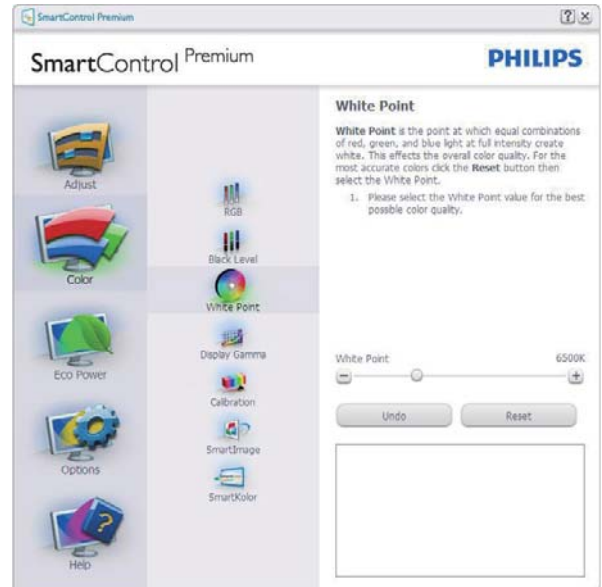 SmartControl Premium
SmartControl Premium
PHILIPS
Adjust
Color
Eco Power
Options
Help
RGB
Black Level
White Point
Display Gamma
Calibration
SmartImage
SmartKolor
White Point
White Point is the point at which equal combinations
of red, green, and blue light at full intensity create
white. This effects the overall color quality. For the
most accurate colors click the Reset button then
select the White Point.
1. Please select the White Point value for the best
possible color quality.
White Point 6500K
Undo Reset